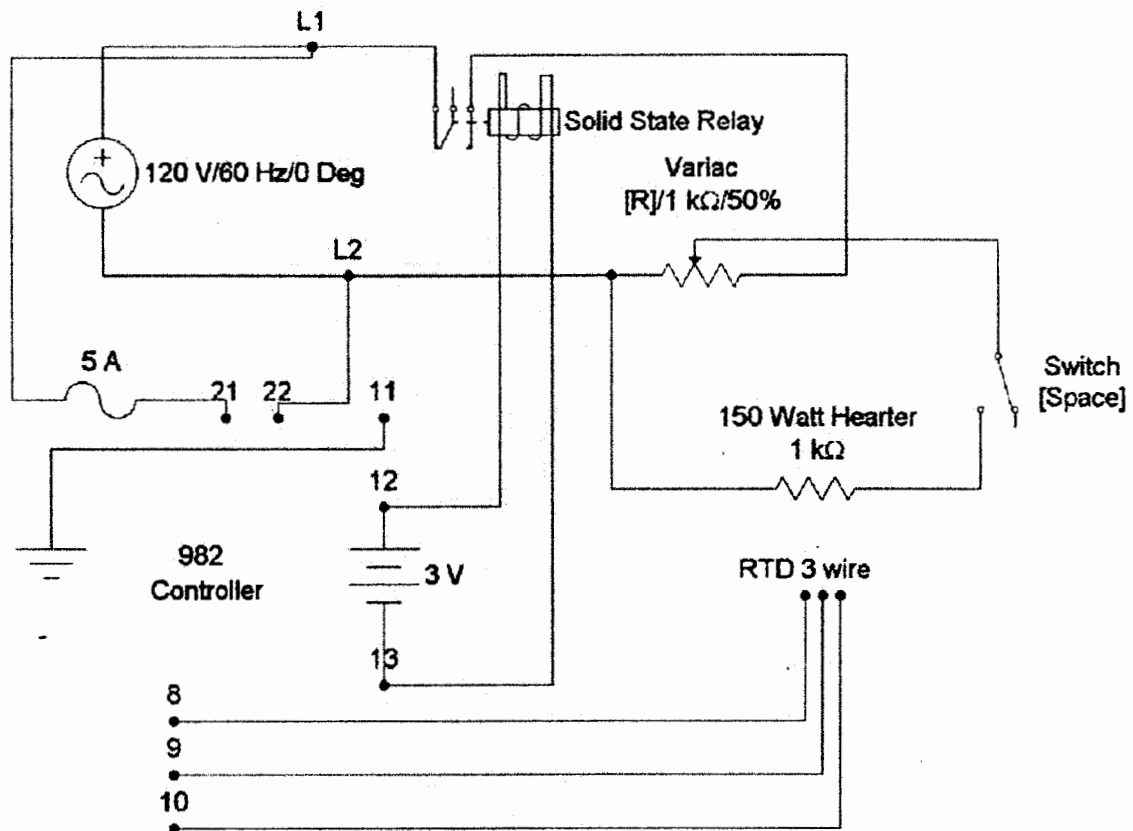 L1
Solid State Relay
120 V/60 Hz/0 Deg
Variac
[R]/1 kΩ/50%
L2
5 A
21
22
11
Switch
[Space]
150 Watt Hearter
1 kΩ
12
982
Controller
3 V
RTD 3 wire
13
8
9
10